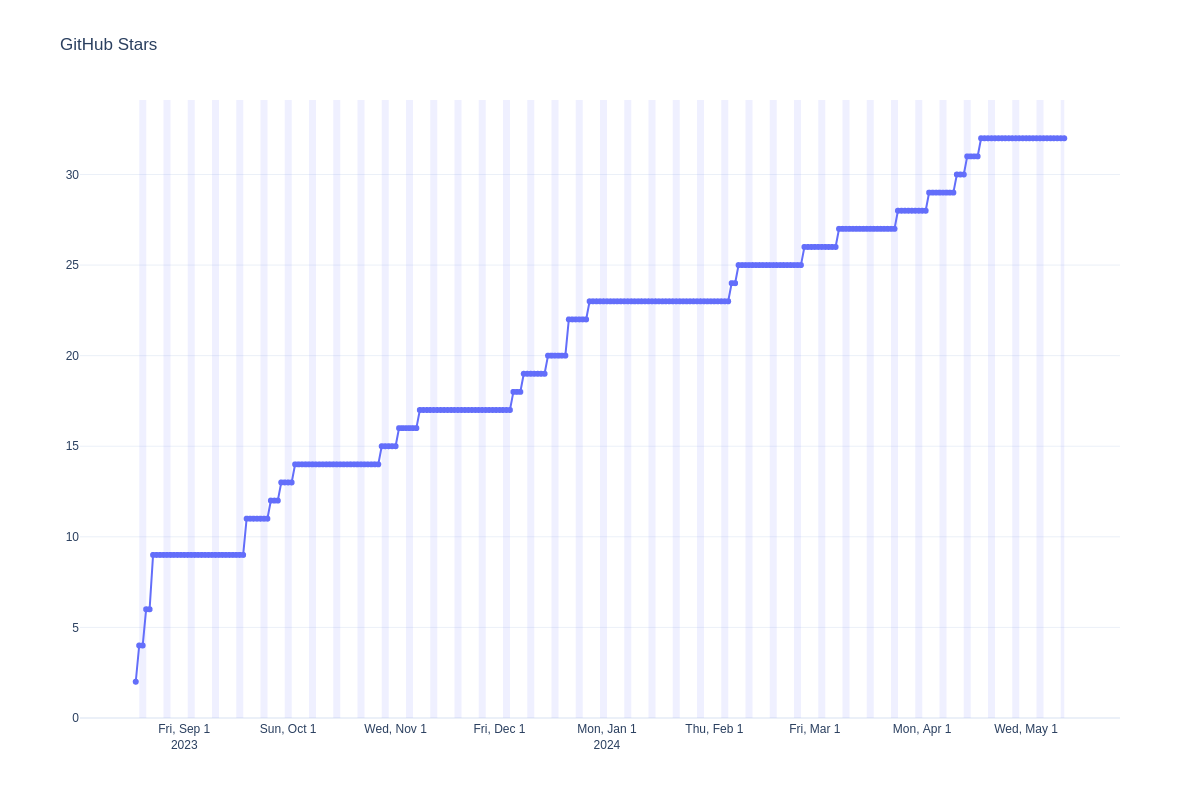 GitHub Stars
30
25
20
15
10
5
0
Fri, Sep 1
2023
Sun, Oct 1
Wed, Nov 1
Fri, Dec 1
Mon, Jan 1
2024
Thu, Feb 1
Fri, Mar 1
Mon, Apr 1
Wed, May 1